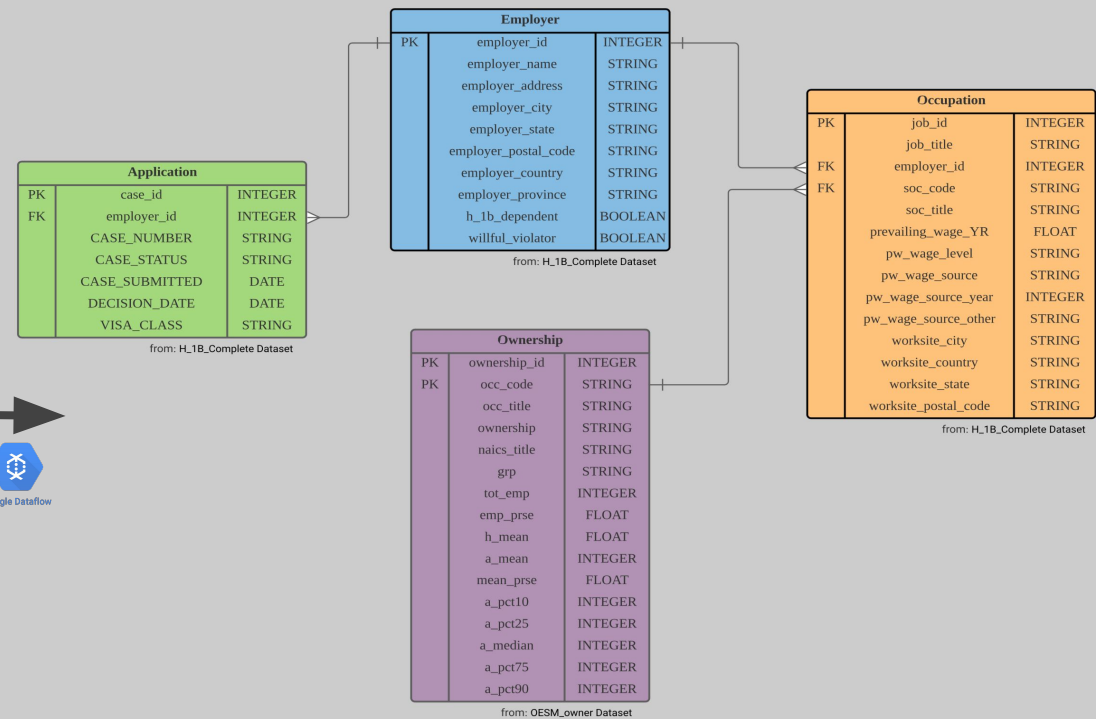 Employer
PK employer_id INTEGER
employer_name STRING
employer_address STRING
employer_city STRING
employer_state STRING
employer_postal_code STRING
employer_country STRING
employer_province STRING
h_1b_dependent BOOLEAN
willful_violator BOOLEAN
from: H_1B_Complete Dataset
Occupation
PK job_id INTEGER
job_title STRING
FK employer_id INTEGER
FK soc_code STRING
soc_title STRING
prevailing_wage_YR FLOAT
pw_wage_level STRING
pw_wage_source STRING
pw_wage_source_year INTEGER
pw_wage_source_other STRING
worksite_city STRING
worksite_country STRING
worksite_state STRING
worksite_postal_code STRING
from: H_1B_Complete Dataset
Application
PK case_id INTEGER
FK employer_id INTEGER
CASE_NUMBER STRING
CASE_STATUS STRING
CASE_SUBMITTED DATE
DECISION_DATE DATE
VISA_CLASS STRING
from: H_1B_Complete Dataset
Ownership
PK ownership_id INTEGER
PK occ_code STRING
occ_title STRING
ownership STRING
naics_title STRING
grp STRING
tot_emp INTEGER
emp_prse FLOAT
h_mean FLOAT
a_mean INTEGER
mean_prse FLOAT
a_pct10 INTEGER
a_pct25 INTEGER
a_median INTEGER
a_pct75 INTEGER
a_pct90 INTEGER
from: OESM_owner Dataset
gle Dataflow